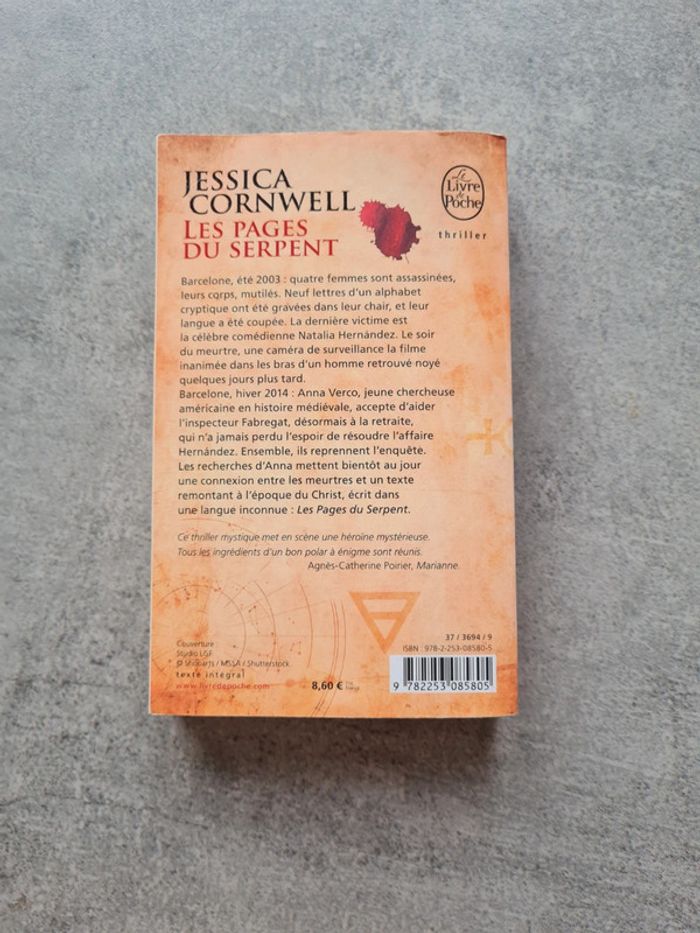 JESSICA
CORNWELL
LES PAGES
DU SERPENT
Le
Livre
de
Poche
thriller
Barcelone, été 2003 : quatre femmes sont assassinées,
leurs corps, mutilés. Neuf lettres d'un alphabet
cryptique ont été gravées dans leur chair, et leur
langue a été coupée. La dernière victime est
la célèbre comédienne Natalia Hernández. Le soir
du meurtre, une caméra de surveillance la filme
inanimée dans les bras d'un homme retrouvé noyé
quelques jours plus tard.
Barcelone, hiver 2014 : Anna Verco, jeune chercheuse
américaine en histoire médiévale, accepte d'aider
l'inspecteur Fabregat, désormais à la retraite,
qui n'a jamais perdu l'espoir de résoudre l'affaire
Hernández. Ensemble, ils reprennent l'enquête.
Les recherches d'Anna mettent bientôt au jour
une connexion entre les meurtres et un texte
remontant à l'époque du Christ, écrit dans
une langue inconnue : Les Pages du Serpent.
Ce thriller mystique met en scène une héroïne mystérieuse.
Tous les ingrédients d'un bon polar à énigme sont réunis.
Agnès-Catherine Poirier, Marianne.
Couverture
Studio LGF
/ MSSA / Shutterstock.
texte intégral
www.livredepoche.com
8,60 €
37 / 3694 / 9
ISBN : 978-2-253-08580-5
9 782253 085805